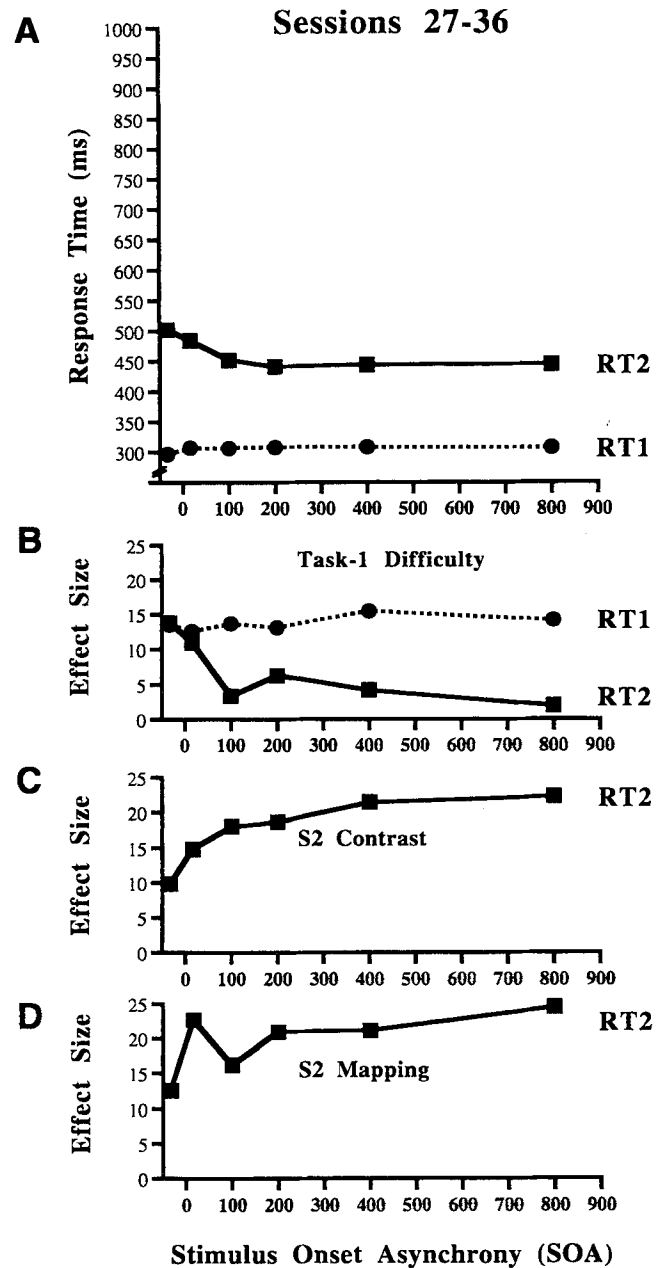 A
Sessions 27-36
Response Time (ms)
1000
950
900
850
800
750
700
650
600
550
500
450
400
350
300
RT2
RT1
0 100 200 300 400 500 600 700 800 900
B
Effect Size
25
20
15
10
5
0
Task-1 Difficulty
RT1
RT2
0 100 200 300 400 500 600 700 800 900
C
Effect Size
25
20
15
10
5
0
RT2
S2 Contrast
0 100 200 300 400 500 600 700 800 900
D
Effect Size
25
20
15
10
5
0
RT2
S2 Mapping
0 100 200 300 400 500 600 700 800 900
Stimulus Onset Asynchrony (SOA)